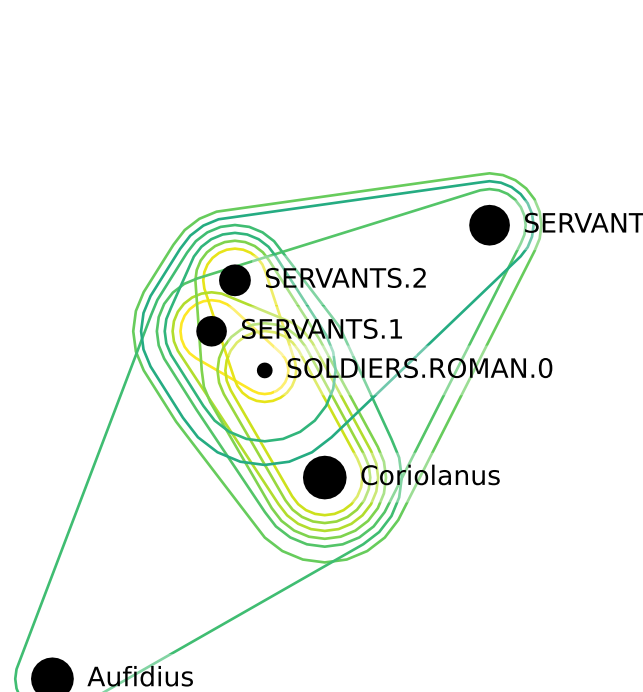 SERVANT
SERVANTS.2
SERVANTS.1
SOLDIERS.ROMAN.0
Coriolanus
Aufidius